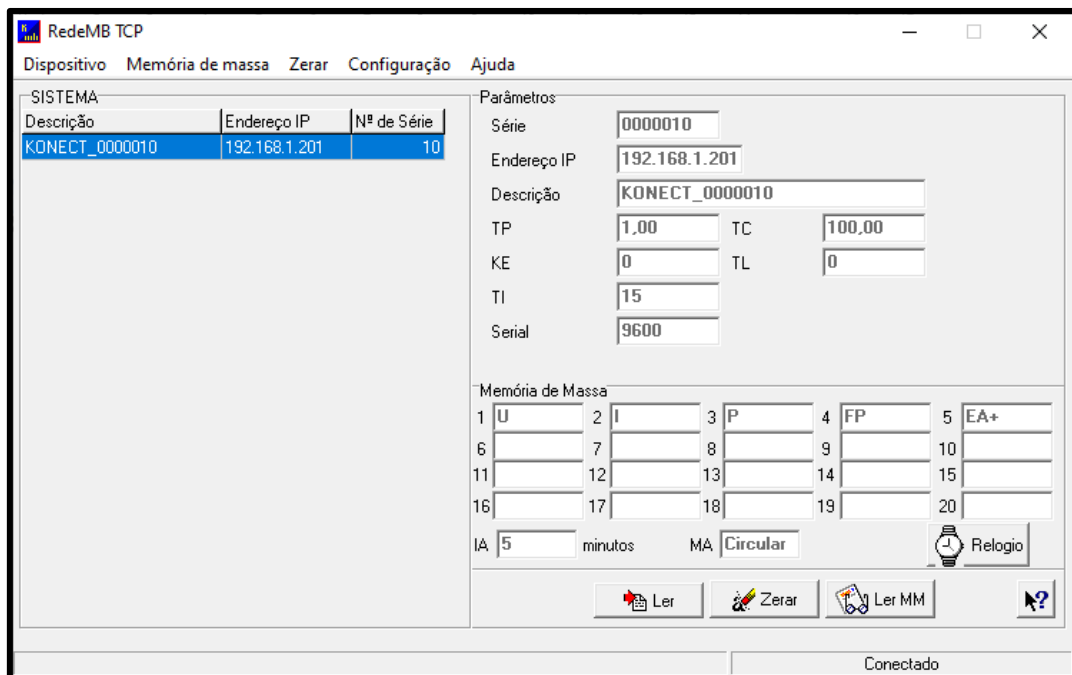 RedeMB TCP
Dispositivo Memória de massa Zerar Configuração Ajuda
SISTEMA
Descrição Endereço IP Nº de Série
KONECT_0000010 192.168.1.201 10
Parâmetros
Série 0000010
Endereço IP 192.168.1.201
Descrição KONECT_0000010
TP 1,00 TC 100,00
KE 0 TL 0
TI 15
Serial 9600
Memória de Massa
1 U 2 I 3 P 4 FP 5 EA+
6 7 8 9 10
11 12 13 14 15
16 17 18 19 20
IA 5 minutos MA Circular Relogio
Ler Zerar Ler MM ?
Conectado